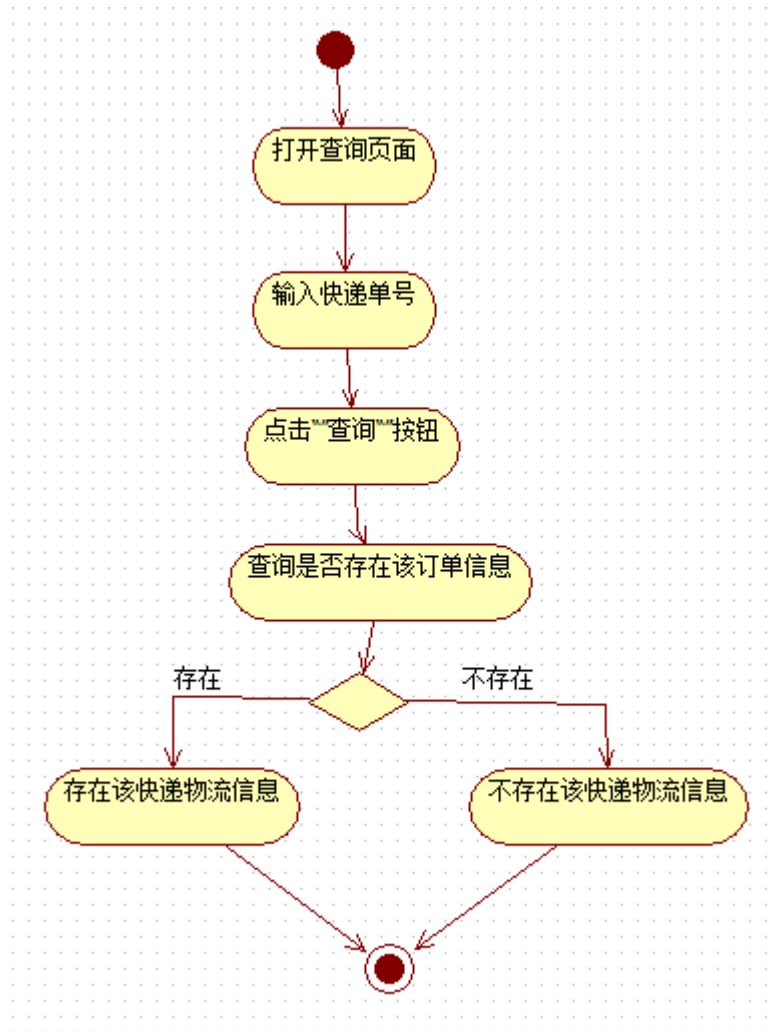 打开查询页面
输入快递单号
点击""查询""按钮
查询是否存在该订单信息
存在
不存在
存在该快递物流信息
不存在该快递物流信息